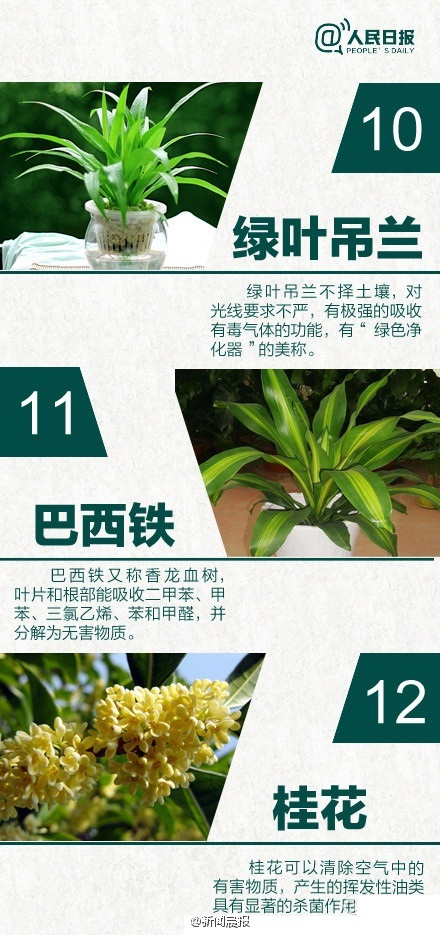 @人民日报
PEOPLE'S DAILY
10
绿叶吊兰
绿叶吊兰不择土壤，对
光线要求不严，有极强的吸收
有毒气体的功能，有“绿色净
化器”的美称。
11
巴西铁
巴西铁又称香龙血树，
叶片和根部能吸收二甲苯、甲
苯、三氯乙烯、苯和甲醛，并
分解为无害物质。
12
桂花
桂花可以清除空气中的
有害物质，产生的挥发性油类
具有显著的杀菌作用
@新闻晨报